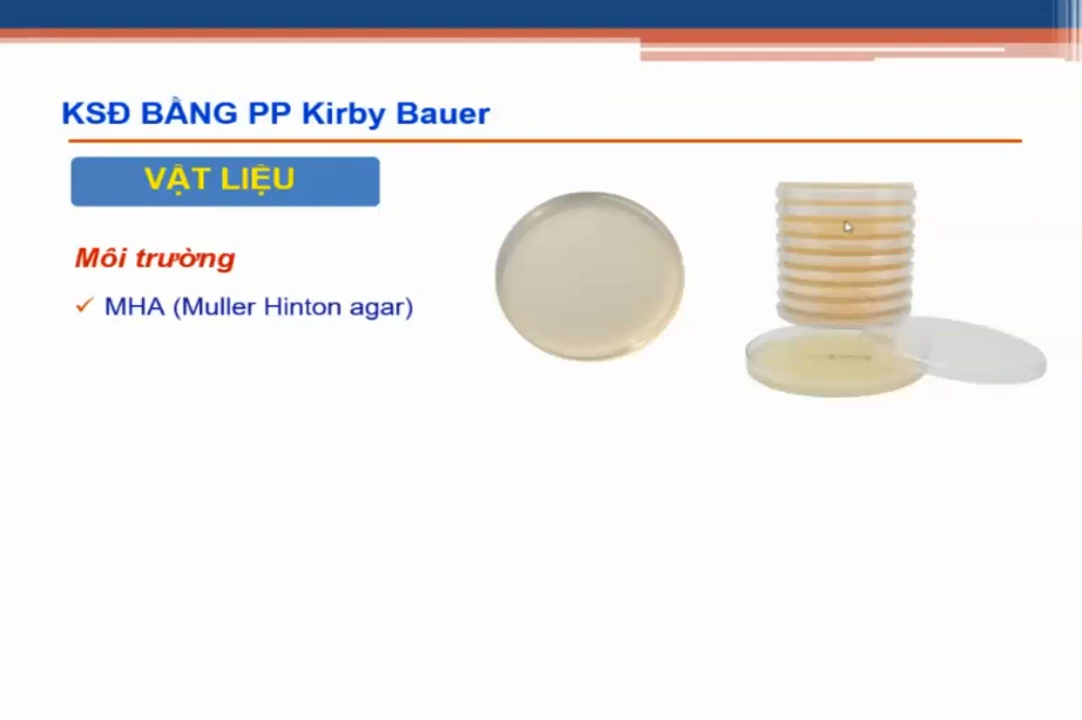 KSĐ BẰNG PP Kirby Bauer
VẬT LIỆU
Môi trường
✓ MHA (Muller Hinton agar)